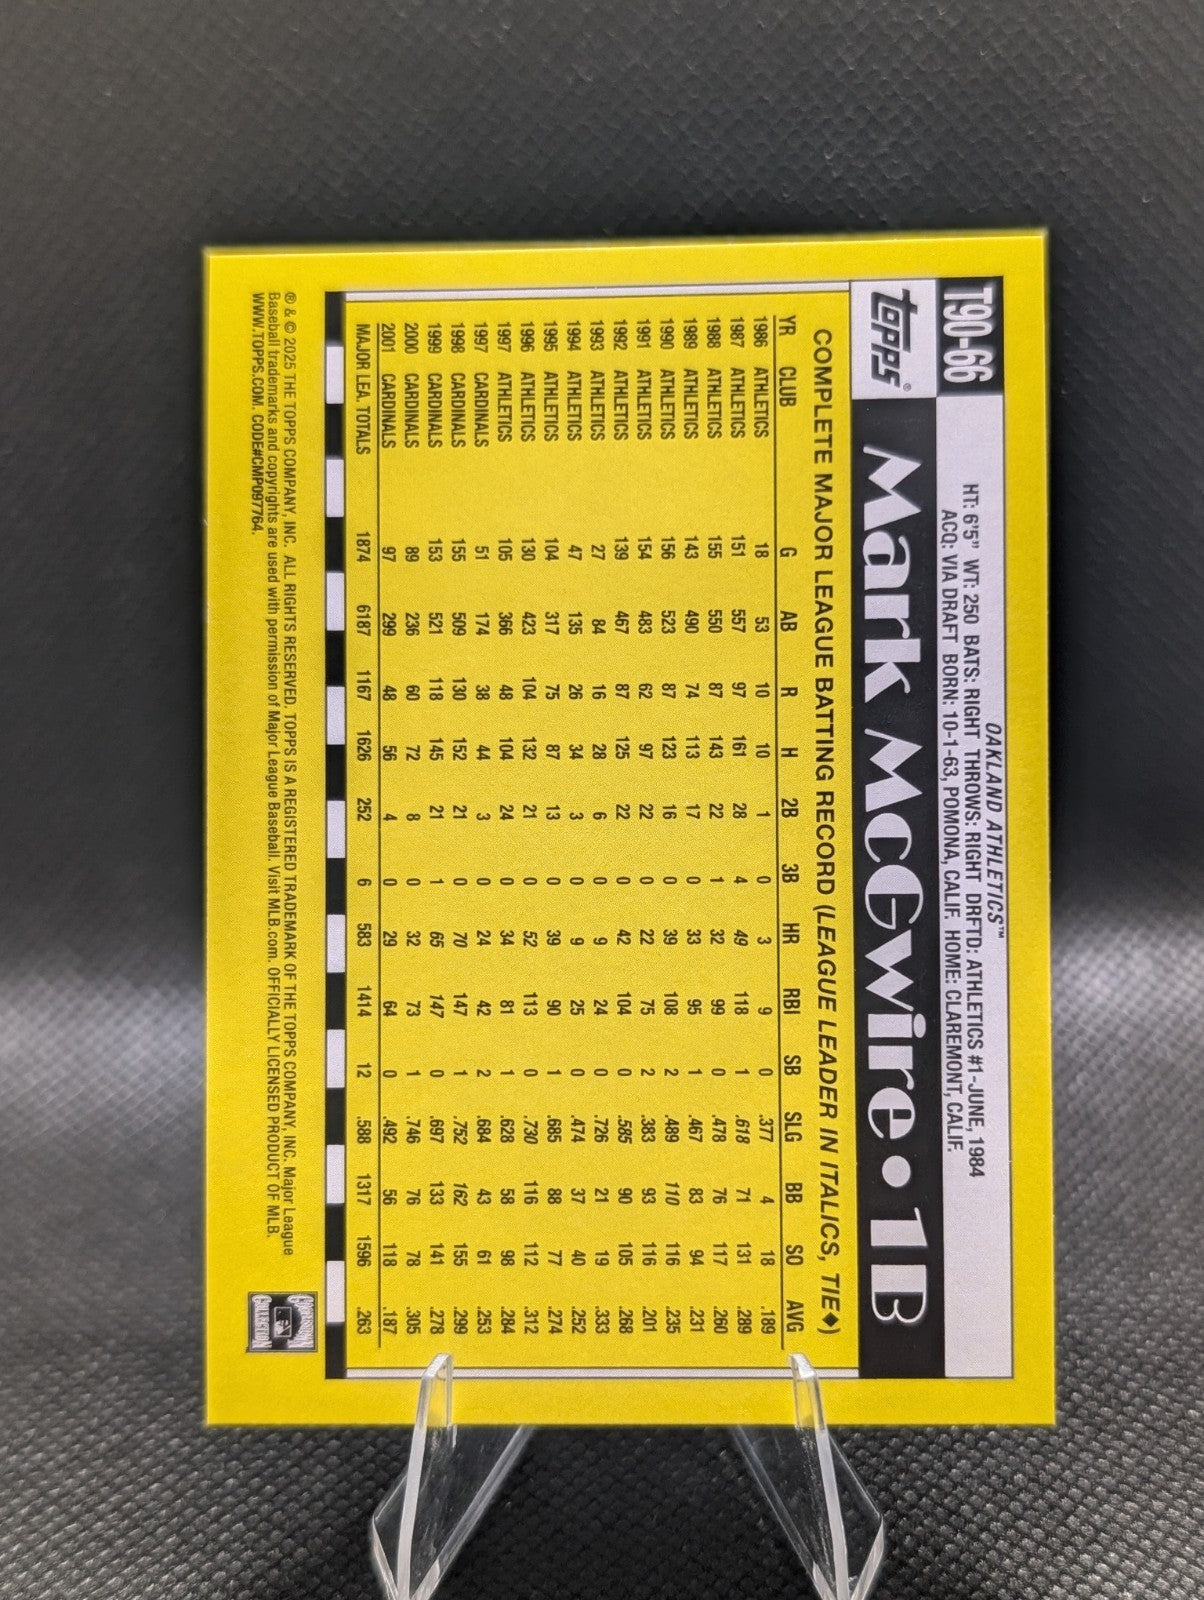 T90-66
OAKLAND ATHLETICS™
HT: 6'5" WT: 250 BATS: RIGHT THROWS: RIGHT DRFTD: ATHLETICS #1-JUNE, 1984
ACQ: VIA DRAFT BORN: 10-1-63, POMONA, CALIF. HOME: CLAREMONT, CALIF.
topps®
Mark McGwire • 1B
COMPLETE MAJOR LEAGUE BATTING RECORD (LEAGUE LEADER IN ITALICS, TIE◆)
YR CLUB G AB R H 2B 3B HR RBI SB SLG BB SO AVG
1986 ATHLETICS 18 53 10 10 1 0 3 9 0 .377 4 18 .189
1987 ATHLETICS 151 557 97 161 28 4 49 118 1 .618 71 131 .289
1988 ATHLETICS 155 550 87 143 22 1 32 99 0 .478 76 117 .260
1989 ATHLETICS 143 490 74 113 17 0 33 95 1 .467 83 94 .231
1990 ATHLETICS 156 523 87 123 16 0 39 108 2 .489 110 116 .235
1991 ATHLETICS 154 483 62 97 22 0 22 75 2 .383 93 116 .201
1992 ATHLETICS 139 467 87 125 22 0 42 104 0 .585 90 105 .268
1993 ATHLETICS 27 84 16 28 6 0 9 24 0 .726 21 19 .333
1994 ATHLETICS 47 135 26 34 3 0 9 25 0 .474 37 40 .252
1995 ATHLETICS 104 317 75 87 13 0 39 90 1 .685 88 77 .274
1996 ATHLETICS 130 423 104 132 21 0 52 113 0 .730 116 112 .312
1997 ATHLETICS 105 366 48 104 24 0 34 81 1 .628 58 98 .284
1997 CARDINALS 51 174 38 44 3 0 24 42 2 .684 43 61 .253
1998 CARDINALS 155 509 130 152 21 0 70 147 1 .752 162 155 .299
1999 CARDINALS 153 521 118 145 21 1 65 147 0 .697 133 141 .278
2000 CARDINALS 89 236 60 72 8 0 32 73 1 .746 76 78 .305
2001 CARDINALS 97 299 48 56 4 0 29 64 0 .492 56 118 .187
MAJOR LEA. TOTALS 1874 6187 1167 1626 252 6 583 1414 12 .588 1317 1596 .263
® & © 2025 THE TOPPS COMPANY, INC. ALL RIGHTS RESERVED. TOPPS IS A REGISTERED TRADEMARK OF THE TOPPS COMPANY, INC. Major League
Baseball trademarks and copyrights are used with permission of Major League Baseball. Visit MLB.com. OFFICIALLY LICENSED PRODUCT OF MLB.
WWW.TOPPS.COM. CODE#CMP097764.
COOPERSTOWN
COLLECTION